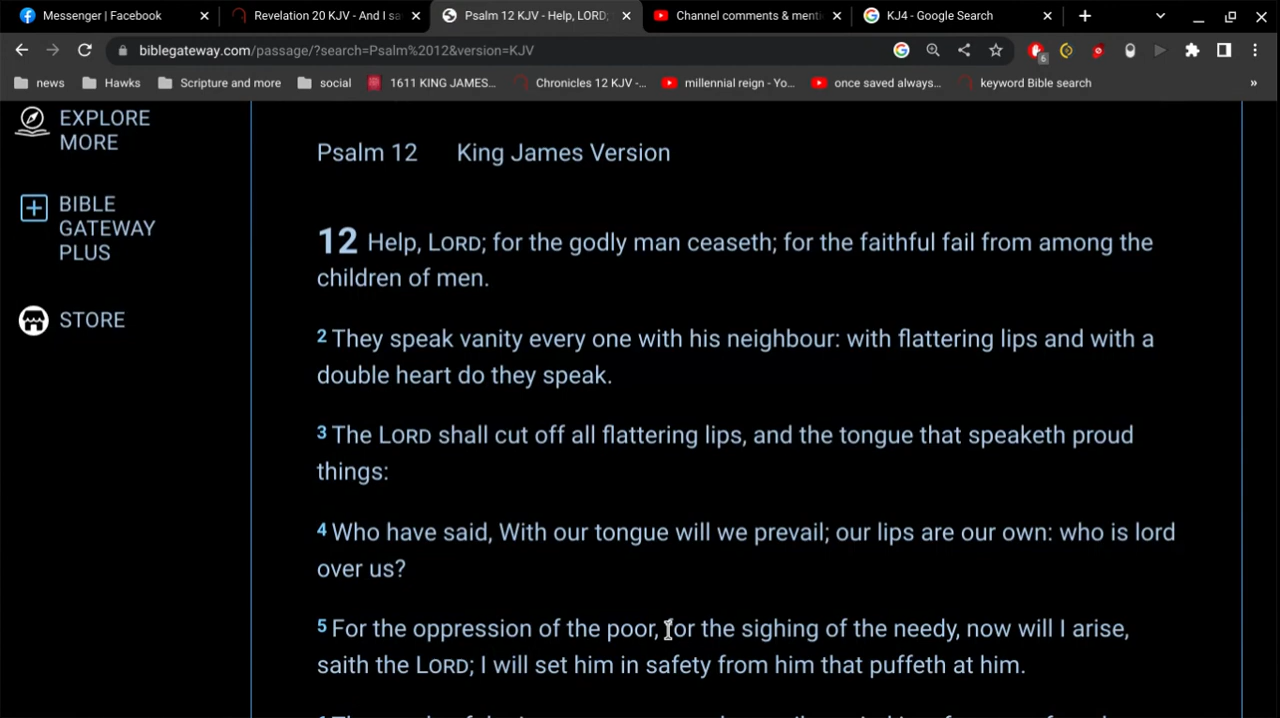 Messenger | Facebook
Revelation 20 KJV - And I sa
Psalm 12 KJV - Help, LORD;
Channel comments & menti
KJ4 - Google Search
biblegateway.com/passage/?search=Psalm%2012&version=KJV
6
news
Hawks
Scripture and more
social
1611 KING JAMES...
Chronicles 12 KJV -...
millennial reign - Yo...
once saved always...
keyword Bible search
»
EXPLORE
MORE
BIBLE
GATEWAY
PLUS
STORE
Psalm 12 King James Version
12 Help, LORD; for the godly man ceaseth; for the faithful fail from among the
children of men.
2 They speak vanity every one with his neighbour: with flattering lips and with a
double heart do they speak.
3 The LORD shall cut off all flattering lips, and the tongue that speaketh proud
things:
4 Who have said, With our tongue will we prevail; our lips are our own: who is lord
over us?
5 For the oppression of the poor, for the sighing of the needy, now will I arise,
saith the LORD; I will set him in safety from him that puffeth at him.